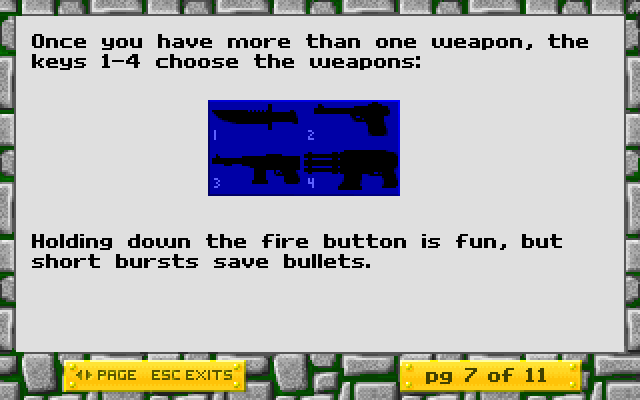 Once you have more than one weapon, the
keys 1-4 choose the weapons:
1 2
3 4
Holding down the fire button is fun, but
short bursts save bullets.
PAGE ESC EXITS
pg 7 of 11